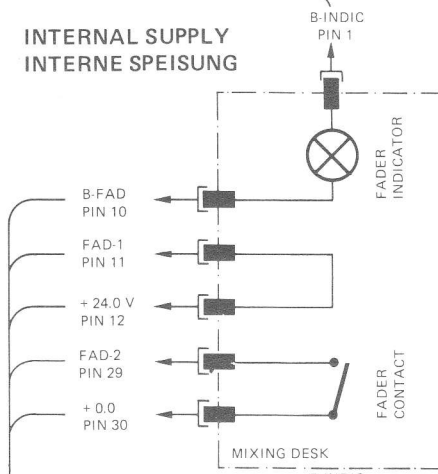 INTERNAL SUPPLY
INTERNE SPEISUNG
B-INDIC
PIN 1
FADER
INDICATOR
B-FAD
PIN 10
FAD-1
PIN 11
+ 24.0 V
PIN 12
FAD-2
PIN 29
+ 0.0
PIN 30
FADER
CONTACT
MIXING DESK